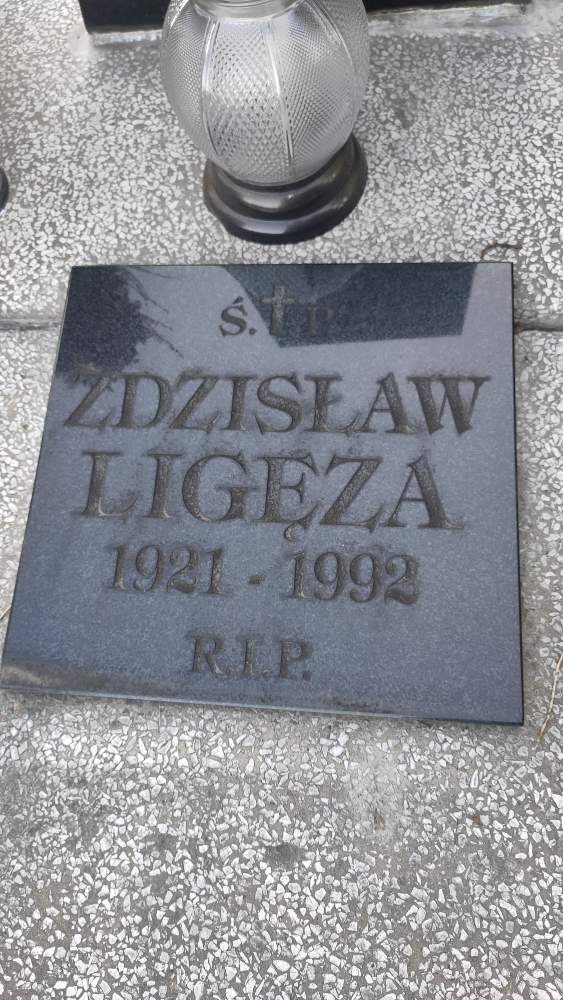 Ś. † P.
ZDZISŁAW
LIGĘZA
1921 - 1992
R.I.P.